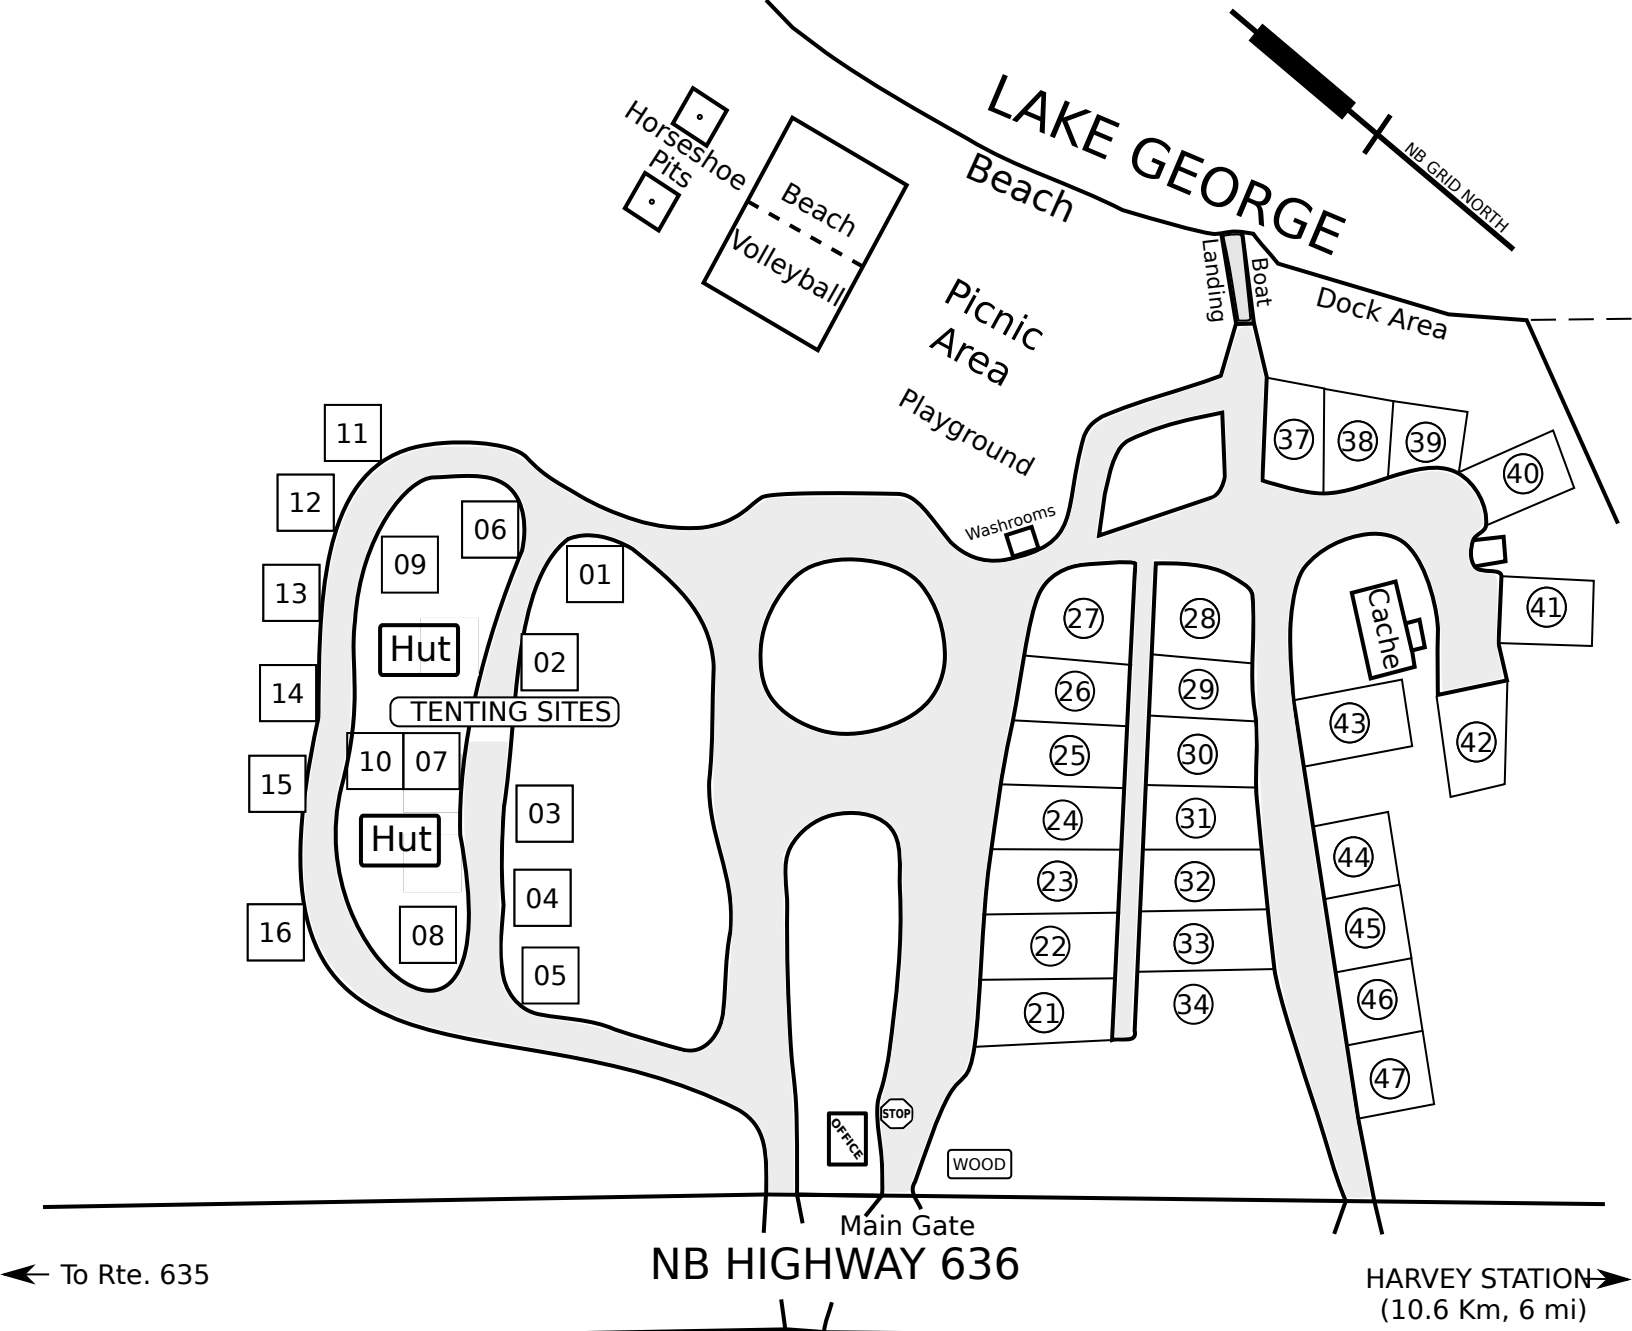 LAKE GEORGE
NB GRID NORTH
Horseshoe
Pits
Beach
Volleyball
Beach
Landing
Boat
Dock Area
Picnic
Area
Playground
Washrooms
11
12
13
14
15
16
06
09
Hut
TENTING SITES
10
07
Hut
08
01
02
03
04
05
27
26
25
24
23
22
21
28
29
30
31
32
33
34
37
38
39
40
41
42
Cache
43
44
45
46
47
OFFICE
STOP
WOOD
Main Gate
NB HIGHWAY 636
To Rte. 635
HARVEY STATION
(10.6 Km, 6 mi)